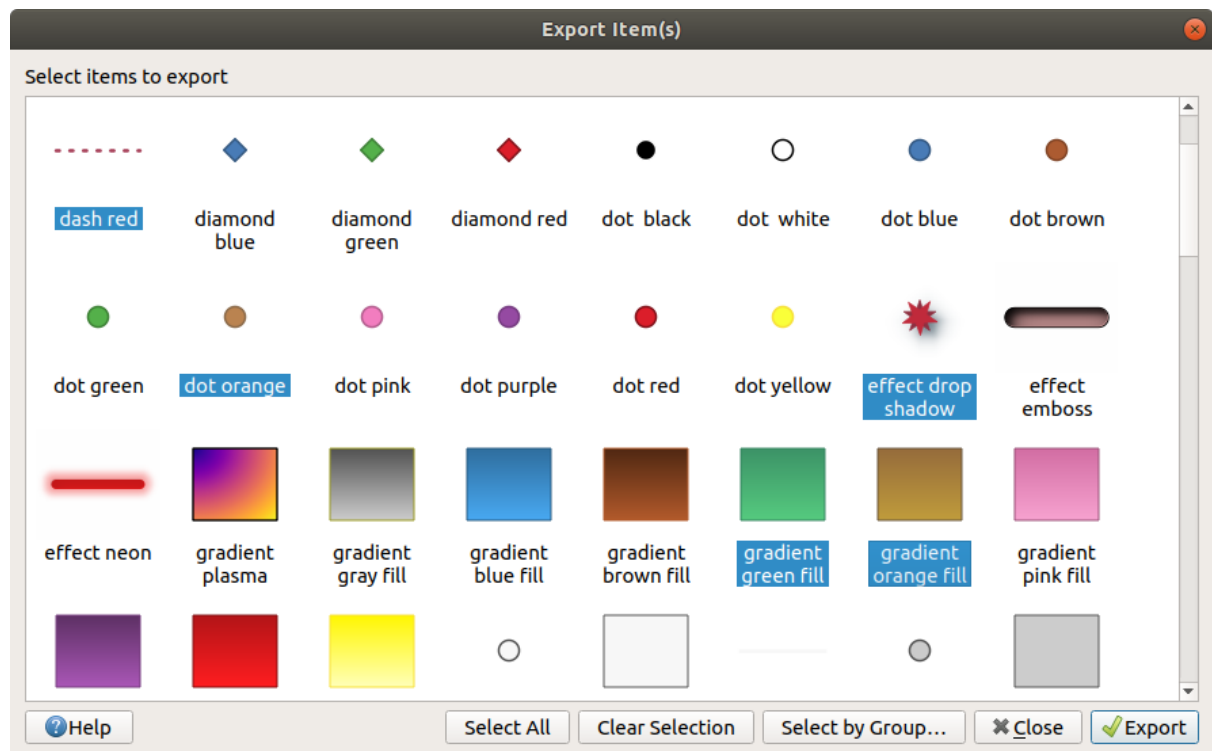 Export Item(s)
Select items to export
dash red
diamond
blue
diamond
green
diamond red
dot  black
dot  white
dot blue
dot brown
dot green
dot orange
dot pink
dot purple
dot red
dot yellow
effect drop
shadow
effect
emboss
effect neon
gradient
plasma
gradient
gray fill
gradient
blue fill
gradient
brown fill
gradient
green fill
gradient
orange fill
gradient
pink fill
Help
Select All
Clear Selection
Select by Group...
Close
Export